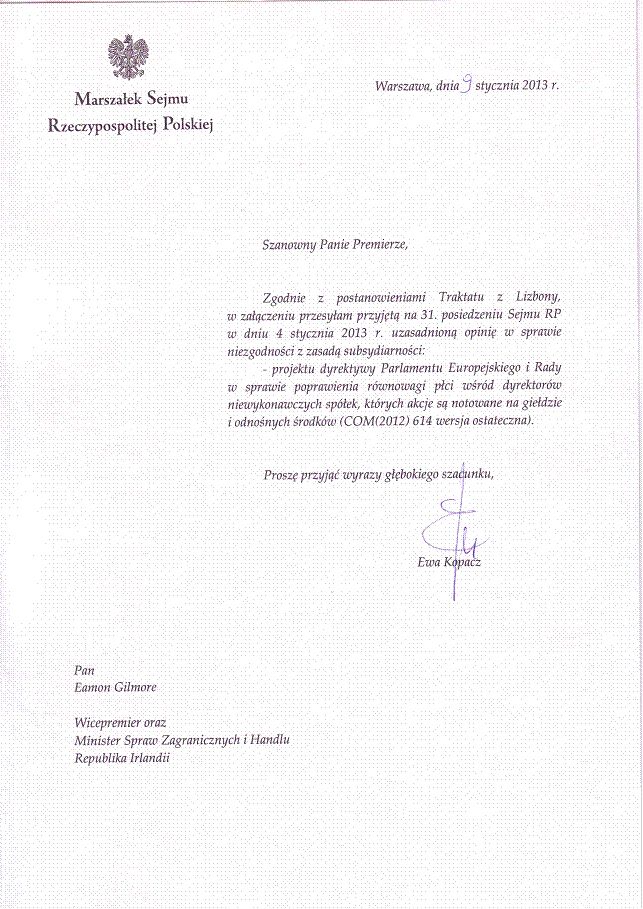 Marszałek Sejmu
Rzeczypospolitej Polskiej
Warszawa, dnia 9 stycznia 2013 r.
Szanowny Panie Premierze,
Zgodnie z postanowieniami Traktatu z Lizbony,
w załączeniu przesyłam przyjętą na 31. posiedzeniu Sejmu RP
w dniu 4 stycznia 2013 r. uzasadnioną opinię w sprawie
niezgodności z zasadą subsydiarności:
- projektu dyrektywy Parlamentu Europejskiego i Rady
w sprawie poprawienia równowagi płci wśród dyrektorów
niewykonawczych spółek, których akcje są notowane na giełdzie
i odnośnych środków (COM(2012) 614 wersja ostateczna).
Proszę przyjąć wyrazy głębokiego szacunku,
Ewa Kopacz
Pan
Eamon Gilmore
Wicepremier oraz
Minister Spraw Zagranicznych i Handlu
Republika Irlandii